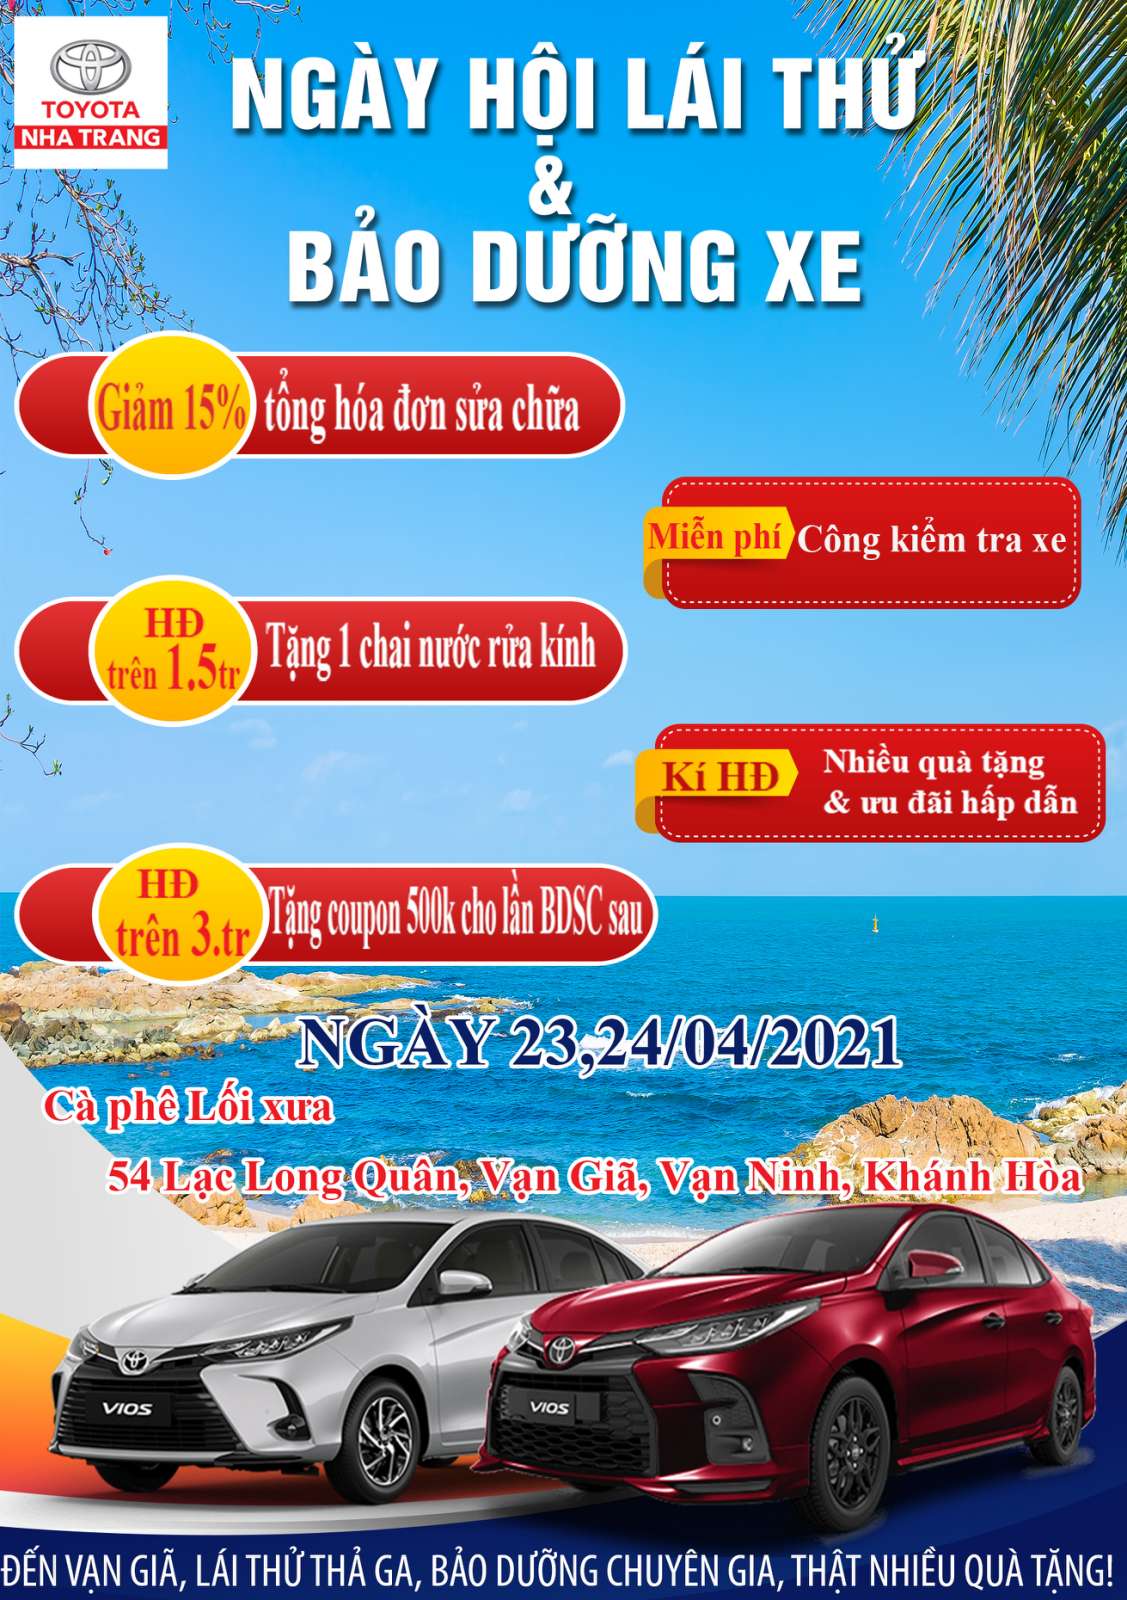 TOYOTA
NHA TRANG
NGÀY HỘI LÁI THỬ
&
BẢO DƯỠNG XE
Giảm 15% tổng hóa đơn sửa chữa
Miễn phí Công kiểm tra xe
HĐ
trên 1.5tr
Tặng 1 chai nước rửa kính
Kí HĐ
Nhiều quà tặng
& ưu đãi hấp dẫn
HĐ
trên 3.tr
Tặng coupon 500k cho lần BDSC sau
NGÀY 23,24/04/2021
Cà phê Lối xưa
54 Lạc Long Quân, Vạn Giã, Vạn Ninh, Khánh Hòa
VIOS
VIOS
ĐẾN VẠN GIÃ, LÁI THỬ THẢ GA, BẢO DƯỠNG CHUYÊN GIA, THẬT NHIỀU QUÀ TẶNG!